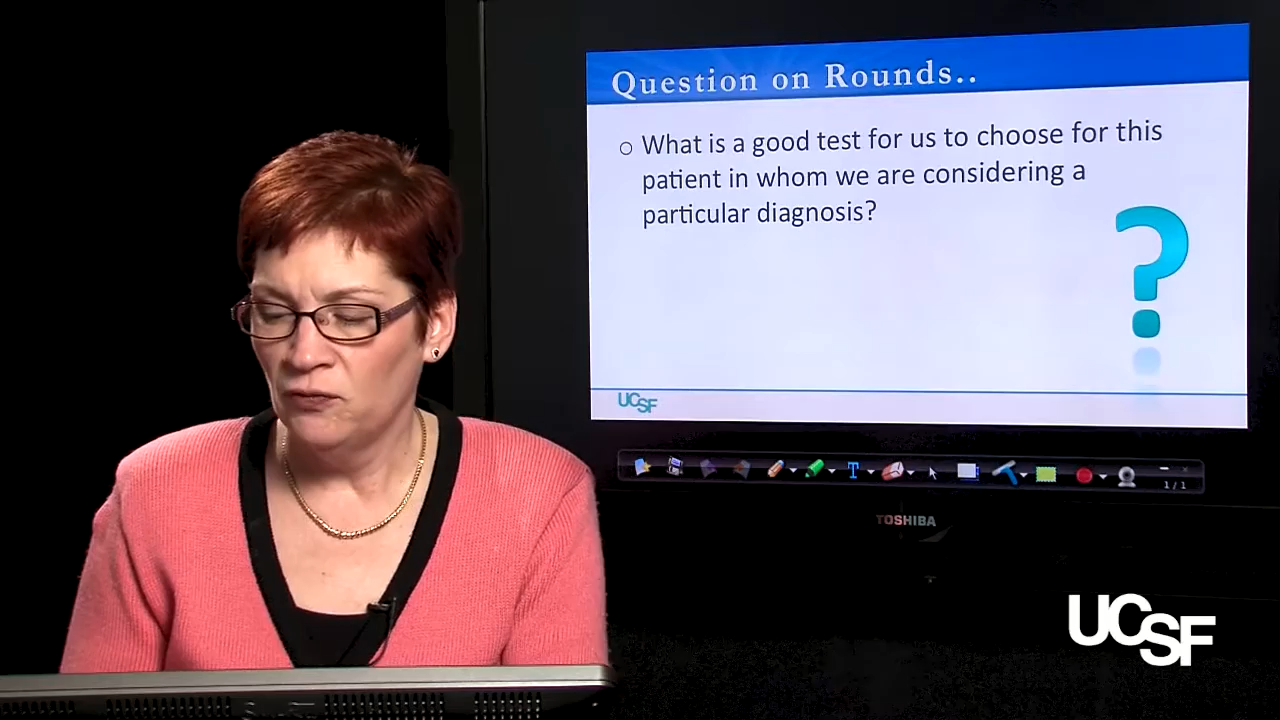 Question on Rounds..
What is a good test for us to choose for this
patient in whom we are considering a
particular diagnosis?
?
UCSF
T
1/1
TOSHIBA
UCSF